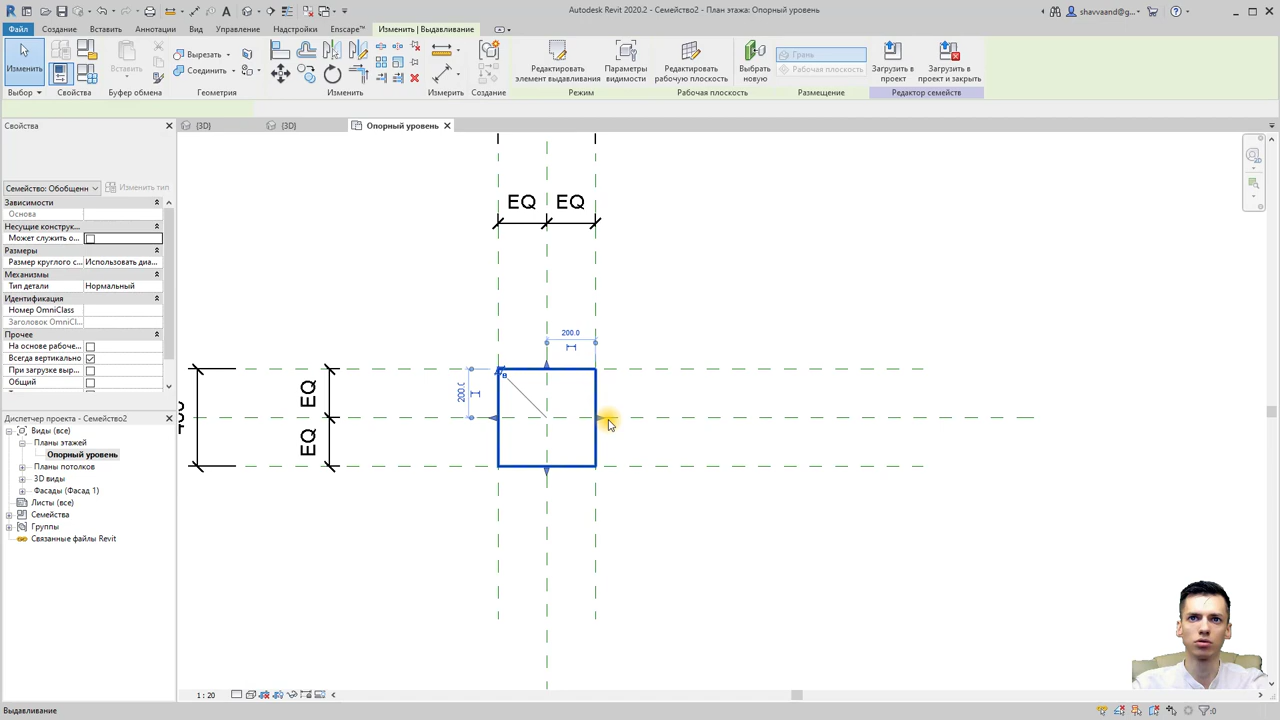 Autodesk Revit 2020.2 - Семейство2 - План этажа: Опорный уровень
shavvaand@g...
Файл Создание Вставить Аннотации Вид Управление Надстройки Enscape™ Изменить | Выдавливание
Изменить
Вставить
Вырезать
Соединить
Редактировать элемент выдавливания
Параметры видимости
Редактировать рабочую плоскость
Выбрать новую
Грань
Рабочая плоскость
Загрузить в проект
Загрузить в проект и закрыть
Выбор Свойства Буфер обмена Геометрия Изменить Измерить Создание Режим Рабочая плоскость Размещение Редактор семейств
Свойства
{3D} {3D} Опорный уровень
Семейство: Обобщенн Изменить тип
Зависимости
Основа
Несущие конструк...
Может служить о...
Размеры
Размер круглого с... Использовать диа...
Механизмы
Тип детали Нормальный
Идентификация
Номер OmniClass
Заголовок OmniCl...
Прочее
На основе рабоче...
Всегда вертикально
При загрузке выр...
Общий
Диспетчер проекта - Семейство2
Виды (все)
Планы этажей
Опорный уровень
Планы потолков
3D виды
Фасады (Фасад 1)
Листы (все)
Семейства
Группы
Связанные файлы Revit
EQ EQ
200.0
EQ
EQ
1 : 20
Выдавливание
:0